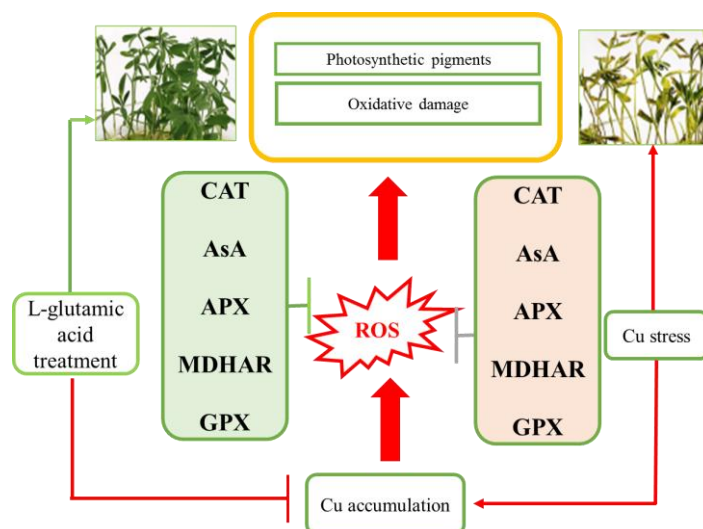 Photosynthetic pigments
Oxidative damage
CAT
AsA
APX
MDHAR
GPX
L-glutamic
acid
treatment
ROS
CAT
AsA
APX
MDHAR
GPX
Cu stress
Cu accumulation